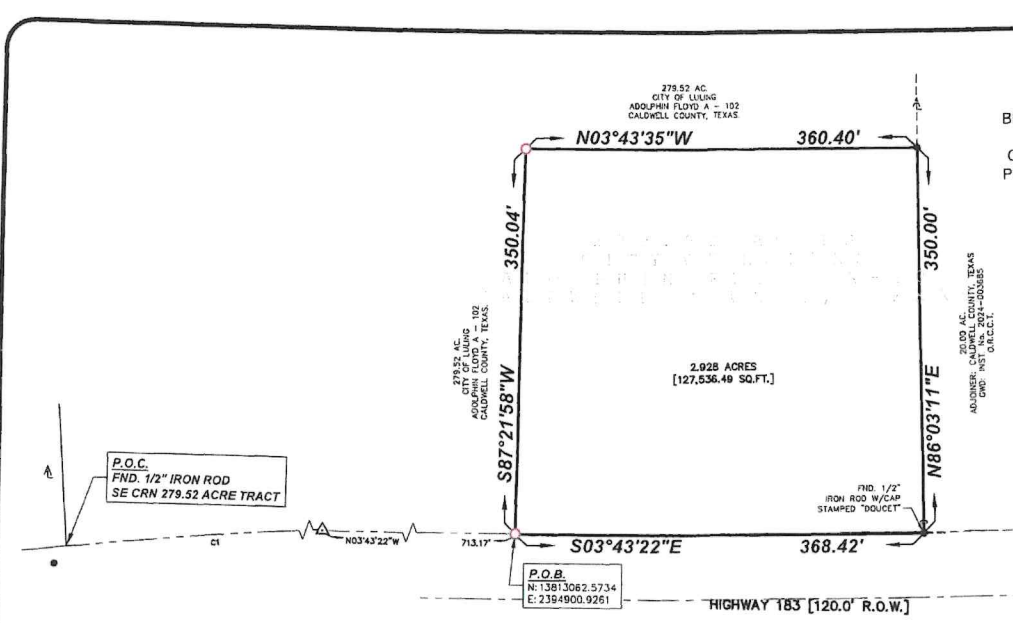 279.52 AC.
CITY OF LULING
ADOLPHIN FLOYD A - 102
CALDWELL COUNTY, TEXAS
N03°43'35"W
360.40'
350.04'
350.00'
279.52 AC.
CITY OF LULING
ADOLPHIN FLOYD A - 102
CALDWELL COUNTY, TEXAS.
20.00 AC.
ADJOINER: CALDWELL COUNTY, TEXAS
GWD: INST No. 2024-003685
O.R.C.C.T.
2.928 ACRES
[127,536.49 SQ.FT.]
S87°21'58"W
N86°03'11"E
P.O.C.
FND. 1/2" IRON ROD
SE CRN 279.52 ACRE TRACT
FND. 1/2"
IRON ROD W/CAP
STAMPED "DOUCET"
C1
N03°43'22"W
713.17'
S03°43'22"E
368.42'
P.O.B.
N: 13813062.5734
E: 2394900.9261
HIGHWAY 183 [120.0' R.O.W.]